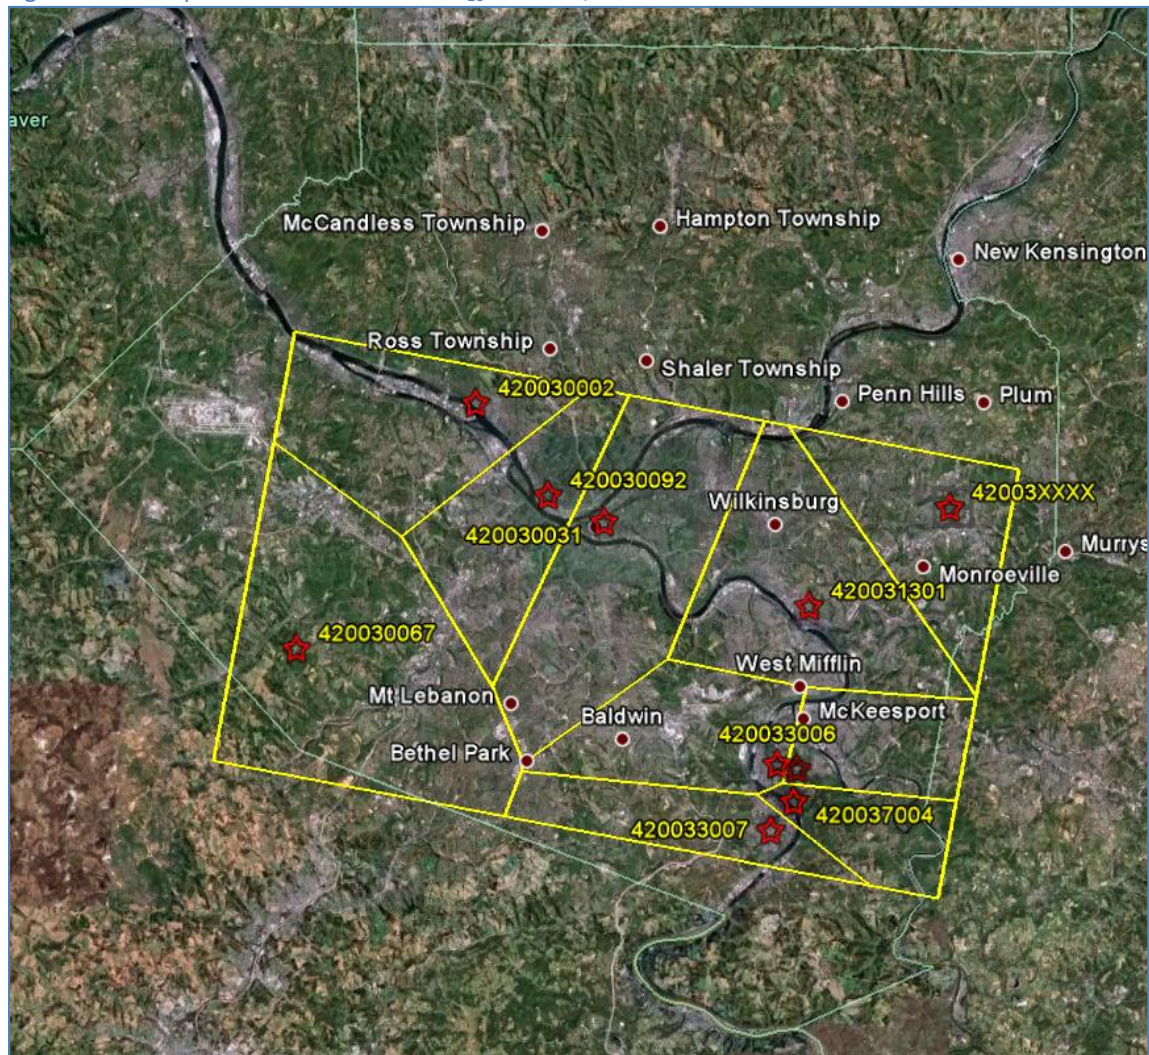 aver
McCandless Township
Hampton Township
New Kensington
Ross Township
Shaler Township
420030002
Penn Hills
Plum
420030092
Wilkinsburg
42003XXXX
420030031
Murrys
Monroeville
420031301
420030067
West Mifflin
Mt Lebanon
McKeesport
Baldwin
420033006
Bethel Park
420037004
420033007